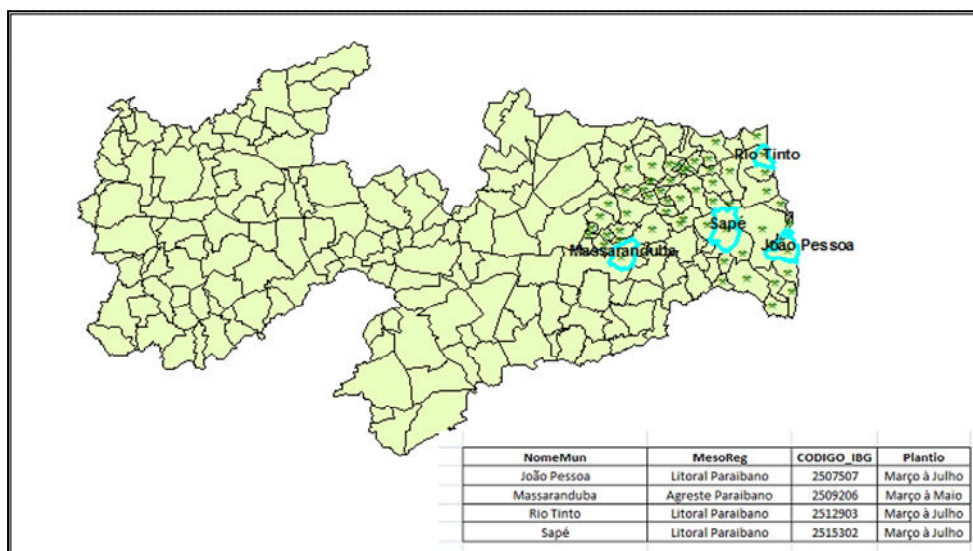 Rio Tinto
Sapé
João Pessoa
Massaranduba
NomeMun MesoReg CODIGO_IBG Plantio
João Pessoa Litoral Paraibano 2507507 Março à Julho
Massaranduba Agreste Paraibano 2509206 Março à Maio
Rio Tinto Litoral Paraibano 2512903 Março à Julho
Sapé Litoral Paraibano 2515302 Março à Julho